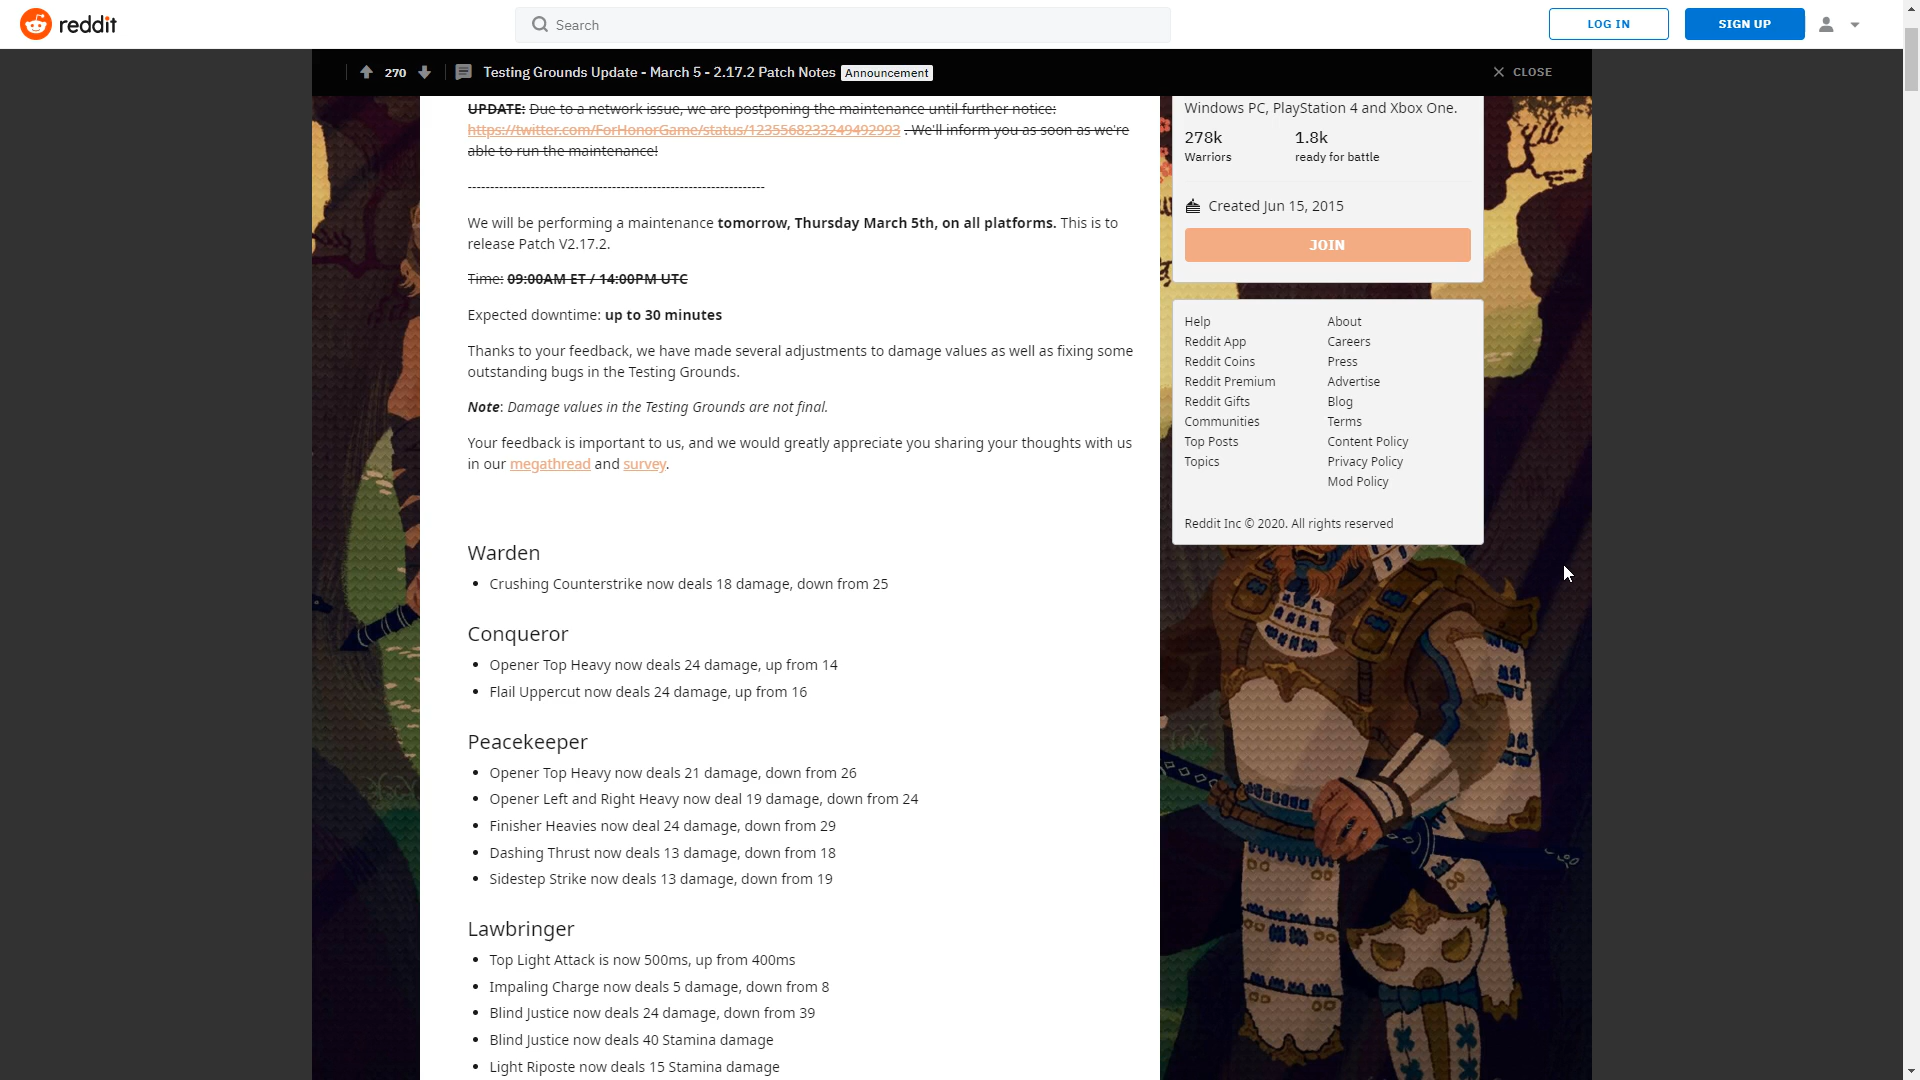 reddit
Search
LOG IN
SIGN UP
270
Testing Grounds Update - March 5 - 2.17.2 Patch Notes
Announcement
CLOSE
UPDATE: Due to a network issue, we are postponing the maintenance until further notice:
https://twitter.com/ForHonorGame/status/1235568233249492993 . We'll inform you as soon as we're
able to run the maintenance!
------------------------------------------------------------------
We will be performing a maintenance tomorrow, Thursday March 5th, on all platforms. This is to
release Patch V2.17.2.
Time: 09:00AM ET / 14:00PM UTC
Expected downtime: up to 30 minutes
Thanks to your feedback, we have made several adjustments to damage values as well as fixing some
outstanding bugs in the Testing Grounds.
Note: Damage values in the Testing Grounds are not final.
Your feedback is important to us, and we would greatly appreciate you sharing your thoughts with us
in our megathread and survey.
Warden
• Crushing Counterstrike now deals 18 damage, down from 25
Conqueror
• Opener Top Heavy now deals 24 damage, up from 14
• Flail Uppercut now deals 24 damage, up from 16
Peacekeeper
• Opener Top Heavy now deals 21 damage, down from 26
• Opener Left and Right Heavy now deal 19 damage, down from 24
• Finisher Heavies now deal 24 damage, down from 29
• Dashing Thrust now deals 13 damage, down from 18
• Sidestep Strike now deals 13 damage, down from 19
Lawbringer
• Top Light Attack is now 500ms, up from 400ms
• Impaling Charge now deals 5 damage, down from 8
• Blind Justice now deals 24 damage, down from 39
• Blind Justice now deals 40 Stamina damage
• Light Riposte now deals 15 Stamina damage
Windows PC, PlayStation 4 and Xbox One.
278k
Warriors
1.8k
ready for battle
Created Jun 15, 2015
JOIN
Help
Reddit App
Reddit Coins
Reddit Premium
Reddit Gifts
Communities
Top Posts
Topics
About
Careers
Press
Advertise
Blog
Terms
Content Policy
Privacy Policy
Mod Policy
Reddit Inc © 2020. All rights reserved